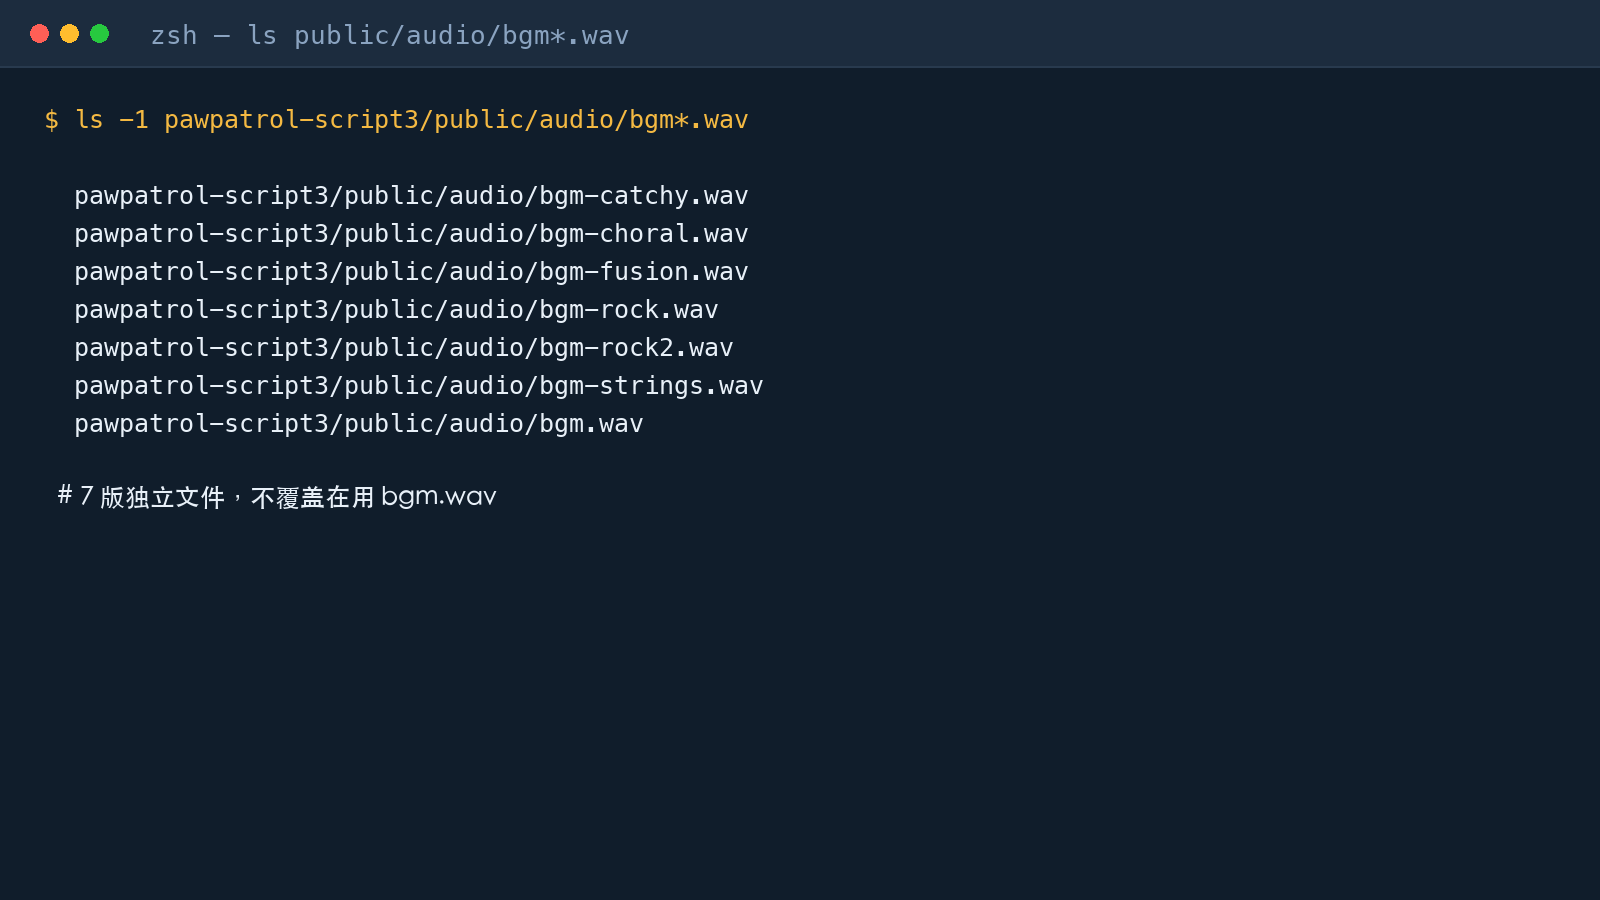 zsh — ls public/audio/bgm*.wav
$ ls -1 pawpatrol-script3/public/audio/bgm*.wav
pawpatrol-script3/public/audio/bgm-catchy.wav
pawpatrol-script3/public/audio/bgm-choral.wav
pawpatrol-script3/public/audio/bgm-fusion.wav
pawpatrol-script3/public/audio/bgm-rock.wav
pawpatrol-script3/public/audio/bgm-rock2.wav
pawpatrol-script3/public/audio/bgm-strings.wav
pawpatrol-script3/public/audio/bgm.wav
# 7 版独立文件，不覆盖在用 bgm.wav